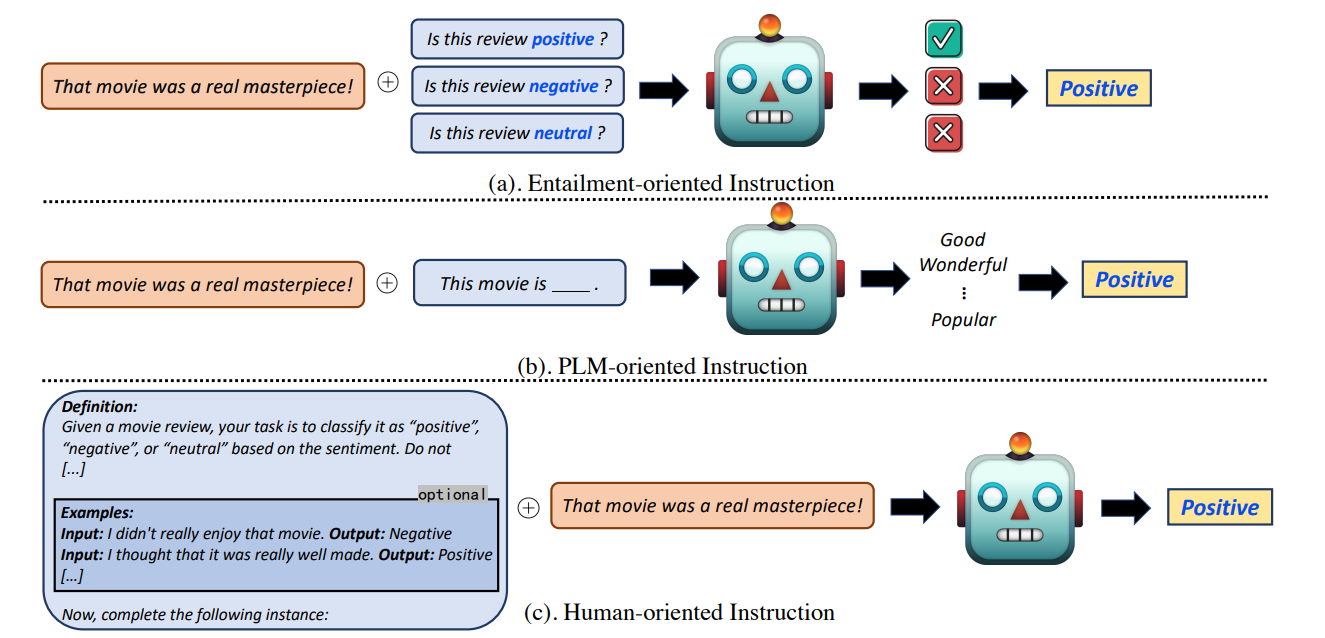 That movie was a real masterpiece!
Is this review positive ?
Is this review negative ?
Is this review neutral ?
Positive
(a). Entailment-oriented Instruction
That movie was a real masterpiece!
This movie is ____ .
Good
Wonderful
⋮
Popular
Positive
(b). PLM-oriented Instruction
Definition:
Given a movie review, your task is to classify it as “positive”,
“negative”, or “neutral” based on the sentiment. Do not
[...]
optional
Examples:
Input: I didn't really enjoy that movie. Output: Negative
Input: I thought that it was really well made. Output: Positive
[...]
Now, complete the following instance:
That movie was a real masterpiece!
Positive
(c). Human-oriented Instruction